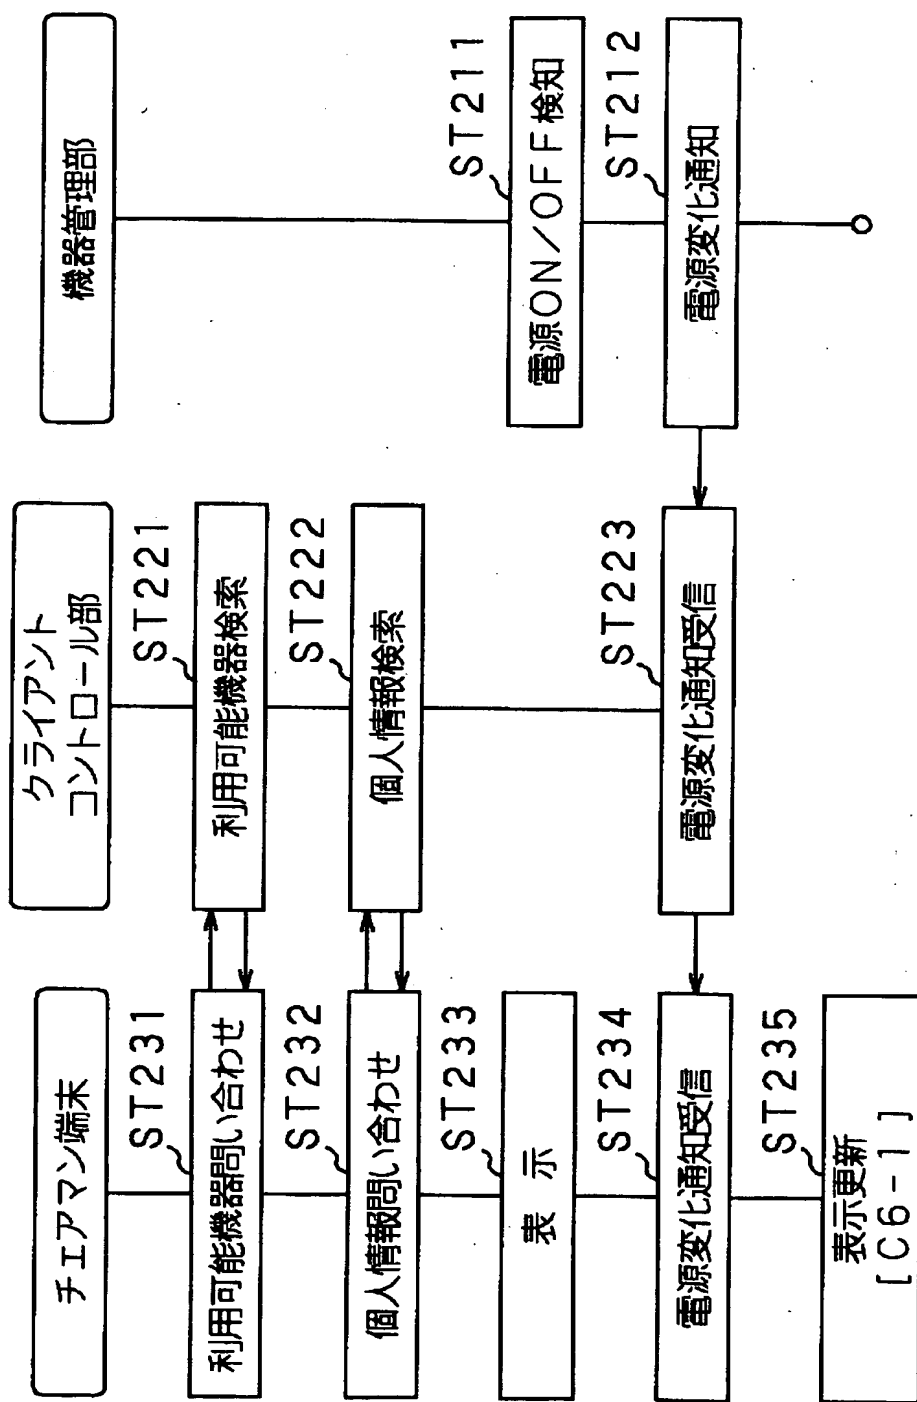 チェアマン端末
ST231
利用可能機器問い合わせ
ST232
個人情報問い合わせ
ST233
表 示
ST234
電源変化通知受信
ST235
表示更新
[C6-1]
クライアント
コントロール部
ST221
利用可能機器検索
ST222
個人情報検索
ST223
電源変化通知受信
機器管理部
ST211
電源ON/OFF検知
ST212
電源変化通知